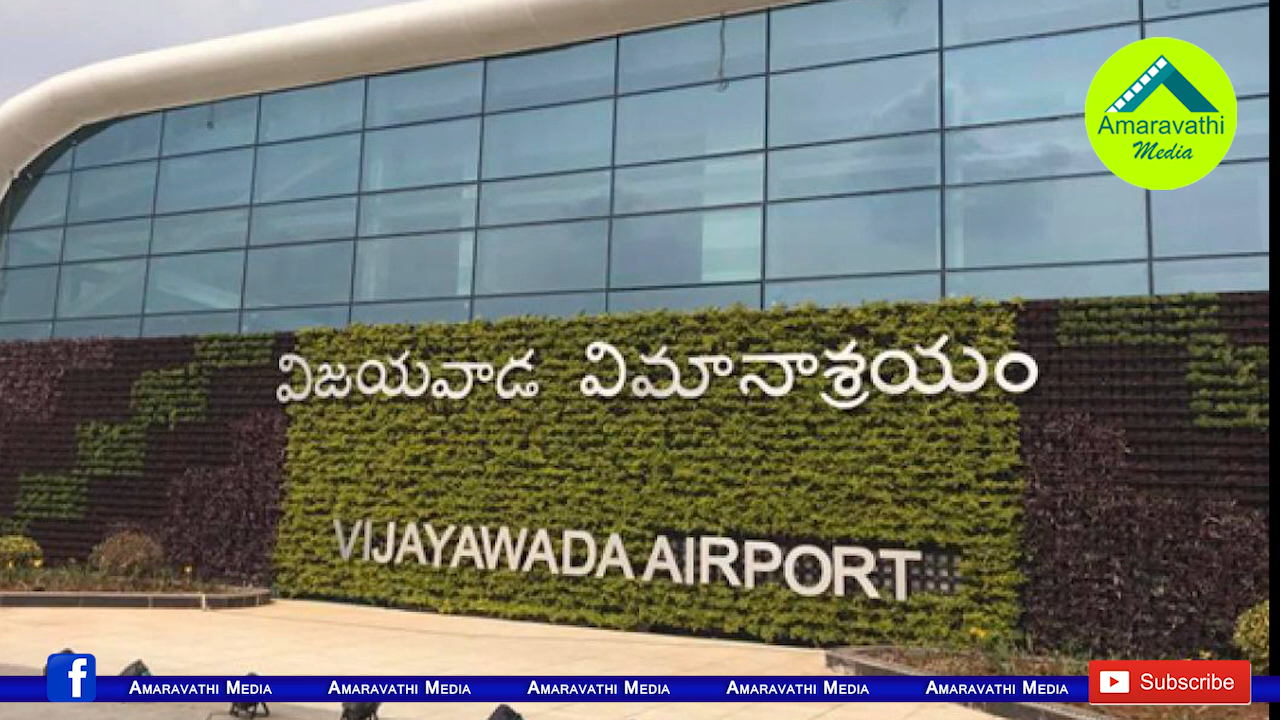 Amaravathi
Media
విజయవాడ విమానాశ్రయం
VIJAYAWADA AIRPORT
f
AMARAVATHI MEDIA AMARAVATHI MEDIA AMARAVATHI MEDIA AMARAVATHI MEDIA AMARAVATHI MEDIA
Subscribe